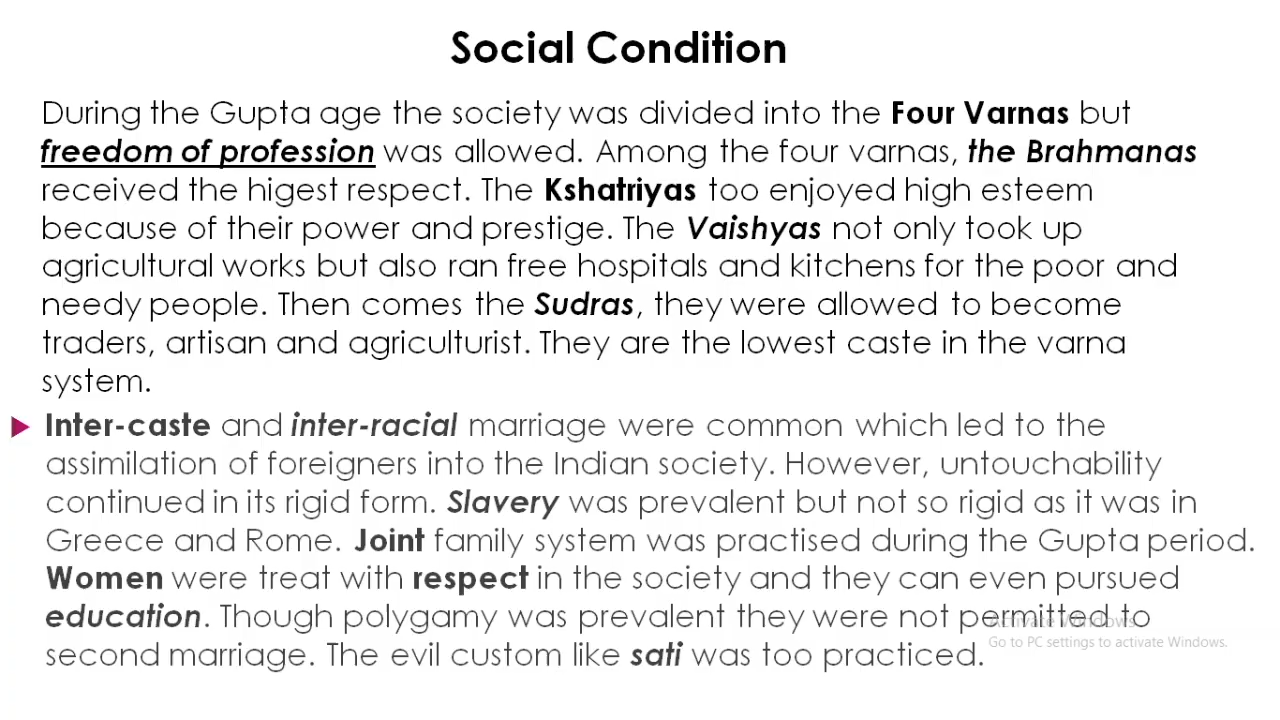 Social Condition
During the Gupta age the society was divided into the Four Varnas but
freedom of profession was allowed. Among the four varnas, the Brahmanas
received the higest respect. The Kshatriyas too enjoyed high esteem
because of their power and prestige. The Vaishyas not only took up
agricultural works but also ran free hospitals and kitchens for the poor and
needy people. Then comes the Sudras, they were allowed to become
traders, artisan and agriculturist. They are the lowest caste in the varna
system.
Inter-caste and inter-racial marriage were common which led to the
assimilation of foreigners into the Indian society. However, untouchability
continued in its rigid form. Slavery was prevalent but not so rigid as it was in
Greece and Rome. Joint family system was practised during the Gupta period.
Women were treat with respect in the society and they can even pursued
education. Though polygamy was prevalent they were not permitted to
second marriage. The evil custom like sati was too practiced.
Activate Windows
Go to PC settings to activate Windows.